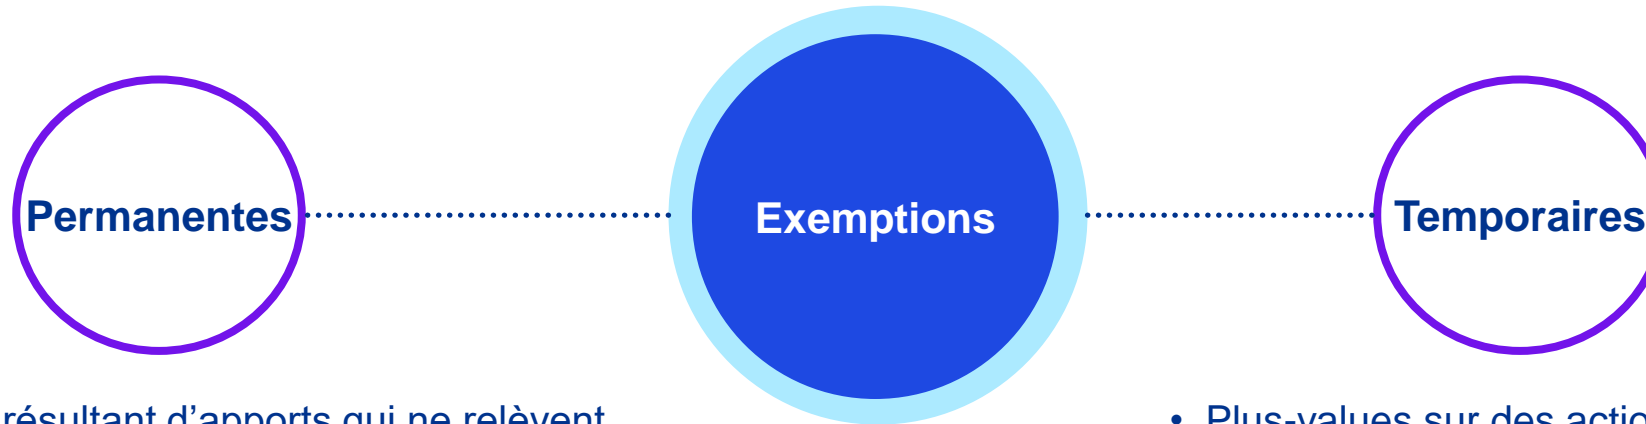 Permanentes
Exemptions
Temporaires
résultant d'apports qui ne relèvent
• Plus-values sur des actio